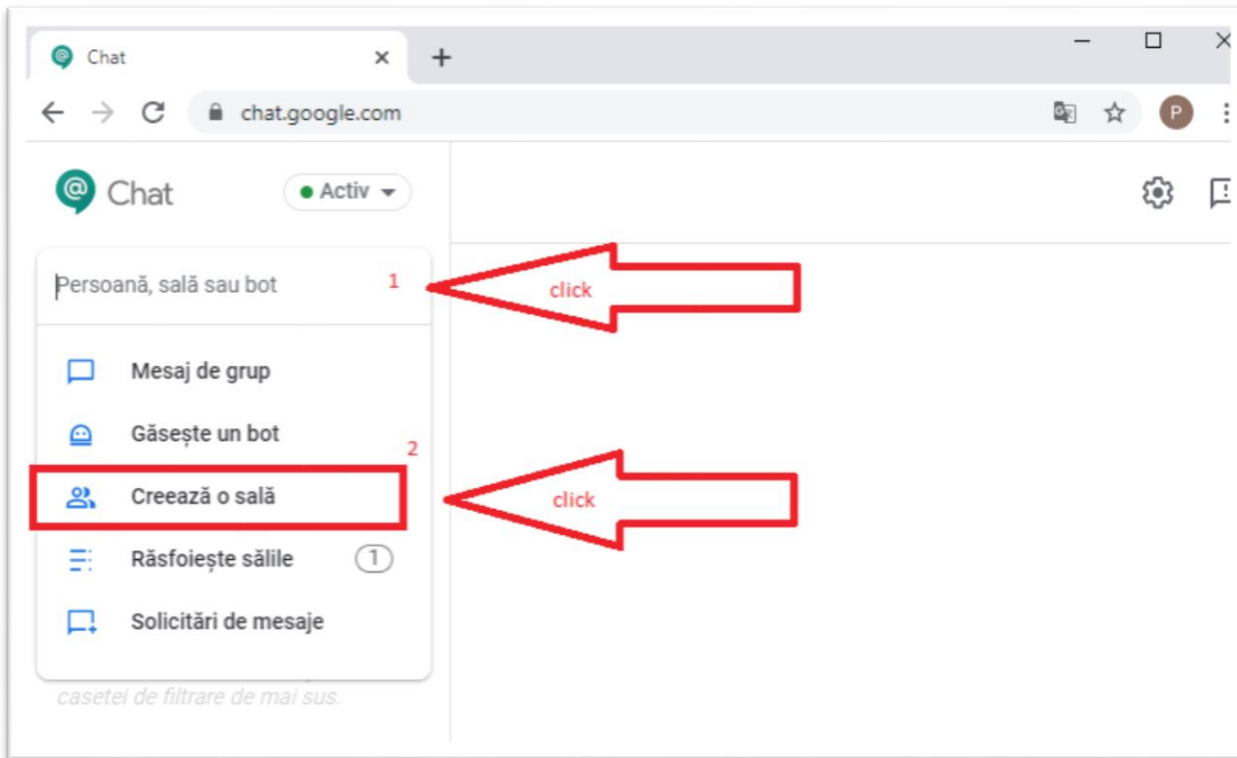 Chat
chat.google.com
P
Chat
Activ
Persoană, sală sau bot
1
click
Mesaj de grup
Găsește un bot
2
Creează o sală
click
Răsfoiește sălile
1
Solicitări de mesaje
casetei de filtrare de mai sus.